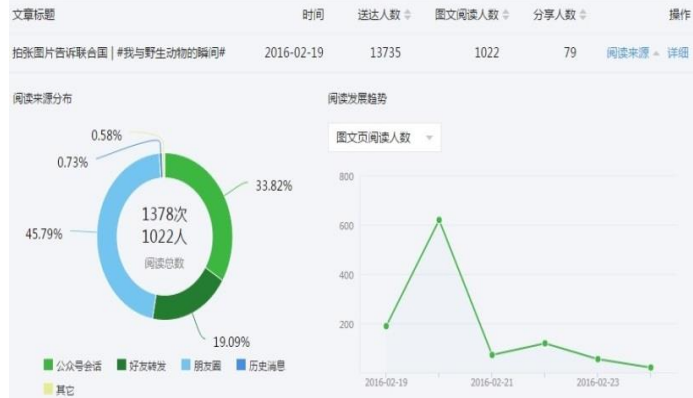 文章标题 时间 送达人数 图文阅读人数 分享人数 操作
拍张图片告诉联合国 | #我与野生动物的瞬间# 2016-02-19 13735 1022 79 阅读来源 详细
阅读来源分布 阅读发展趋势
图文页阅读人数
0.58%
0.73%
33.82%
45.79%
19.09%
1378次
1022人
阅读总数
公众号会话 好友转发 朋友圈 历史消息
其它
800
600
400
200
2016-02-19 2016-02-21 2016-02-23